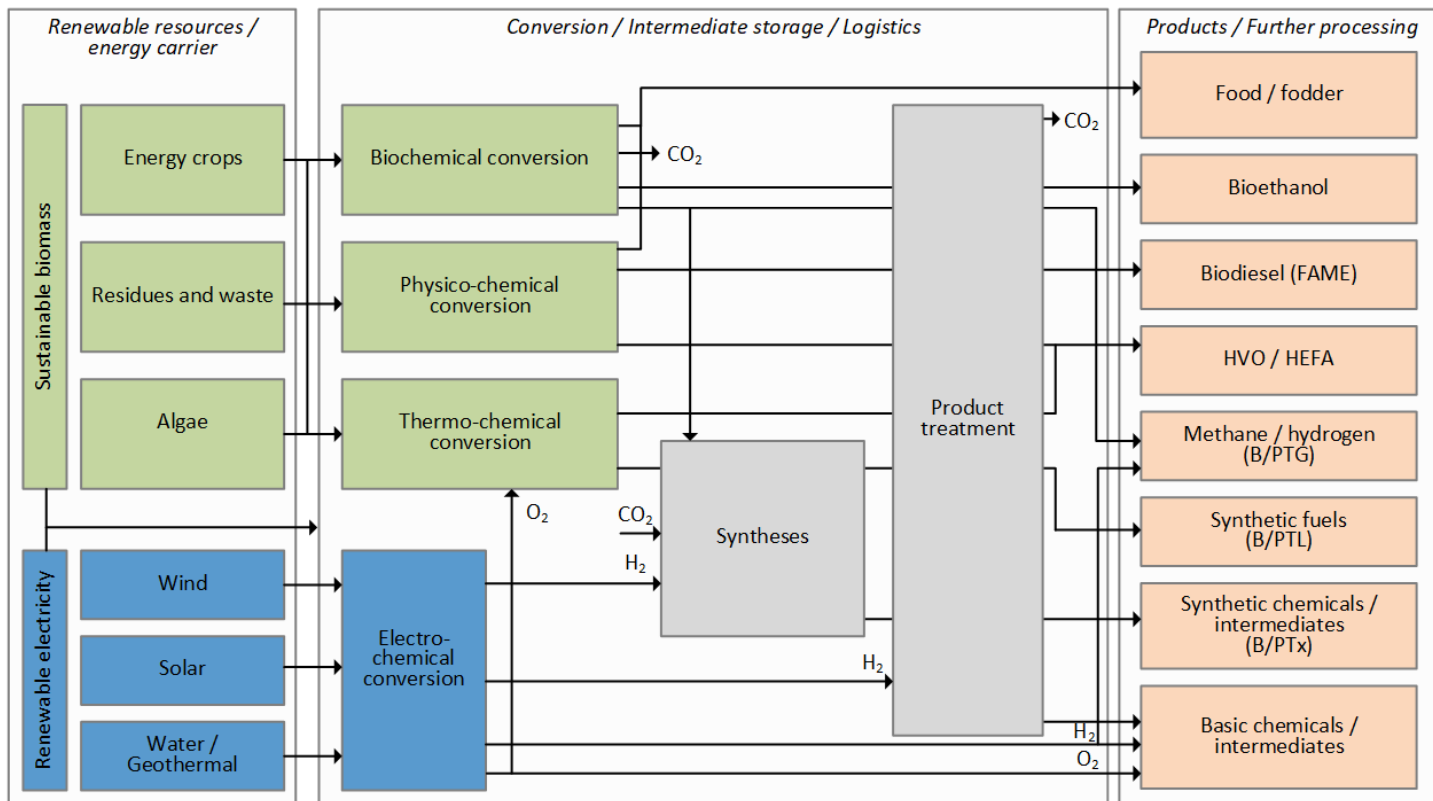 Renewable resources /
energy carrier
Conversion / Intermediate storage / Logistics
Products / Further processing
Sustainable biomass
Energy crops
Residues and waste
Algae
Renewable electricity
Wind
Solar
Water /
Geothermal
Biochemical conversion
CO₂
Physico-chemical
conversion
Thermo-chemical
conversion
O₂
Electro-
chemical
conversion
CO₂
H₂
Syntheses
H₂
Product
treatment
CO₂
H₂
O₂
Food / fodder
Bioethanol
Biodiesel (FAME)
HVO / HEFA
Methane / hydrogen
(B/PTG)
Synthetic fuels
(B/PTL)
Synthetic chemicals /
intermediates
(B/PTx)
Basic chemicals /
intermediates